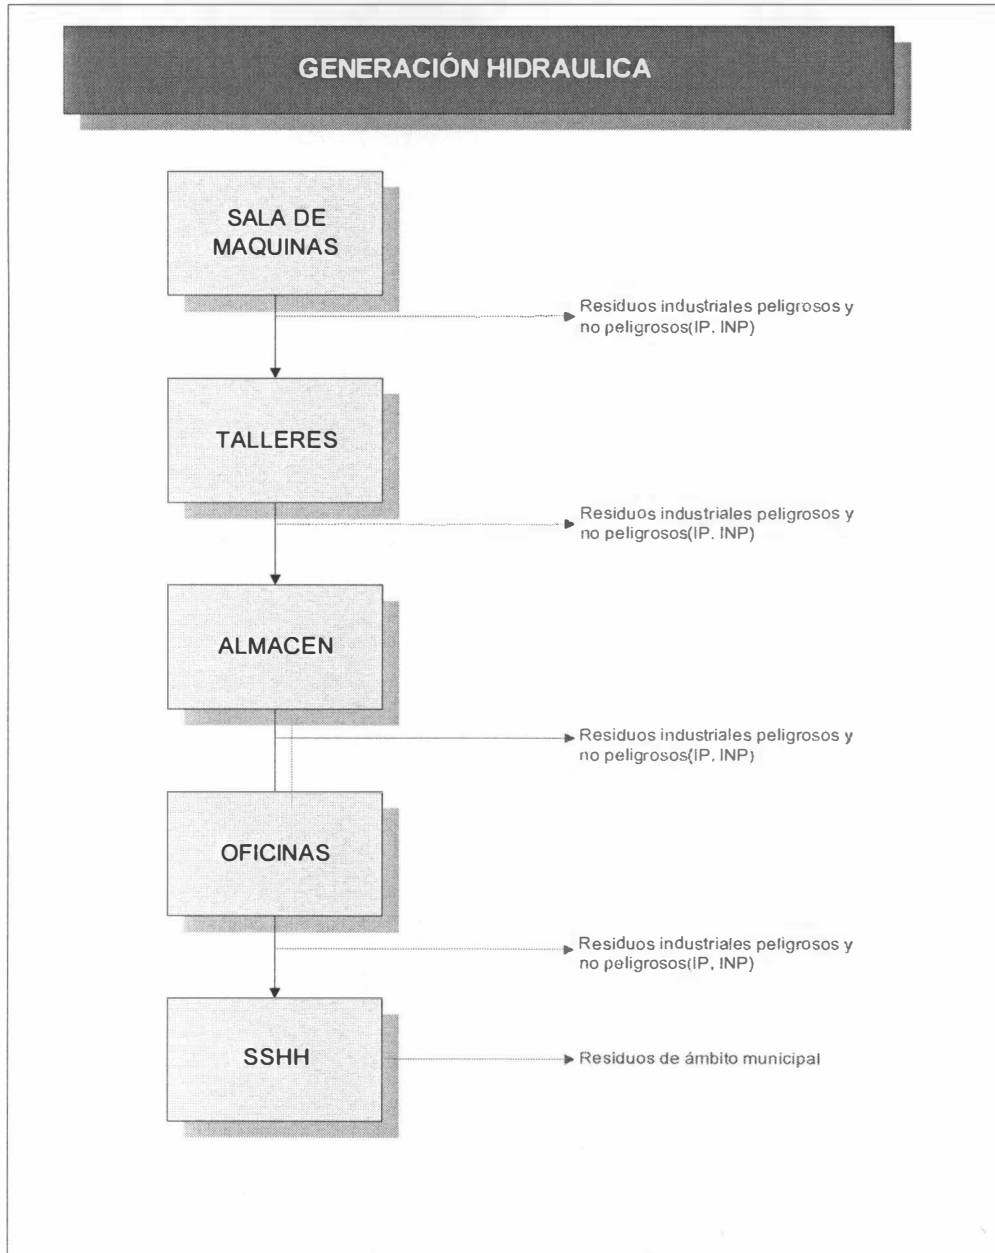 GENERACIÓN HIDRAULICA
SALA DE
MAQUINAS
Residuos industriales peligrosos y
no peligrosos(IP. INP)
TALLERES
Residuos industriales peligrosos y
no peligrosos(IP. INP)
ALMACEN
Residuos industriales peligrosos y
no peligrosos(IP, INP)
OFICINAS
Residuos industriales peligrosos y
no peligrosos(IP, INP)
SSHH
Residuos de ámbito municipal